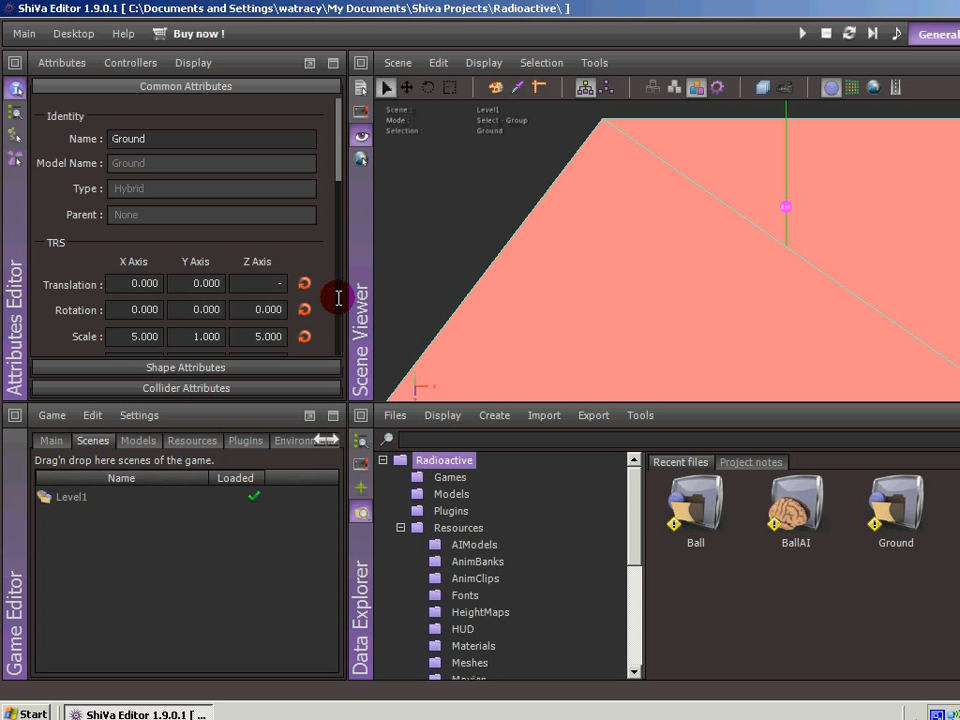 ShiVa Editor 1.9.0.1 [ C:\Documents and Settings\watracy\My Documents\Shiva Projects\Radioactive\ ]
Main Desktop Help Buy now ! General
Attributes Controllers Display
Common Attributes
Identity
Name : Ground
Model Name : Ground
Type : Hybrid
Parent : None
TRS
X Axis Y Axis Z Axis
Translation : 0.000 0.000 -
Rotation : 0.000 0.000 0.000
Scale : 5.000 1.000 5.000
Shape Attributes
Collider Attributes
Attributes Editor
Scene Edit Display Selection Tools
Scene : Level1
Mode : Select - Group
Selection : Ground
Scene Viewer
Game Edit Settings
Main Scenes Models Resources Plugins Environ
Drag'n drop here scenes of the game.
Name Loaded
Level1
Game Editor
Files Display Create Import Export Tools
Radioactive
Games
Models
Plugins
Resources
AIModels
AnimBanks
AnimClips
Fonts
HeightMaps
HUD
Materials
Meshes
Movies
Data Explorer
Recent files Project notes
Ball BallAI Ground
Start ShiVa Editor 1.9.0.1 [ ...